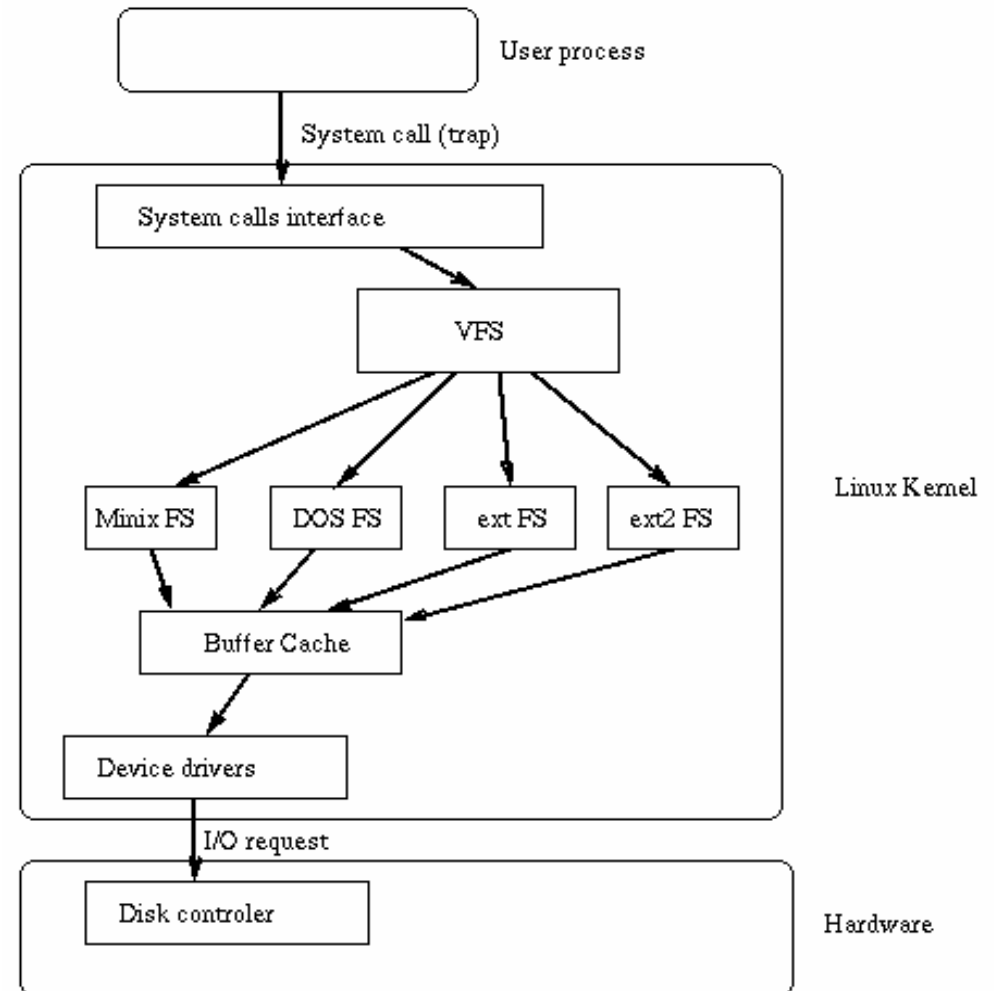 User process
System call (trap)
System calls interface
VFS
Linux Kernel
Minix FS
DOS FS
ext FS
ext2 FS
Buffer Cache
Device drivers
I/O request
Disk controler
Hardware